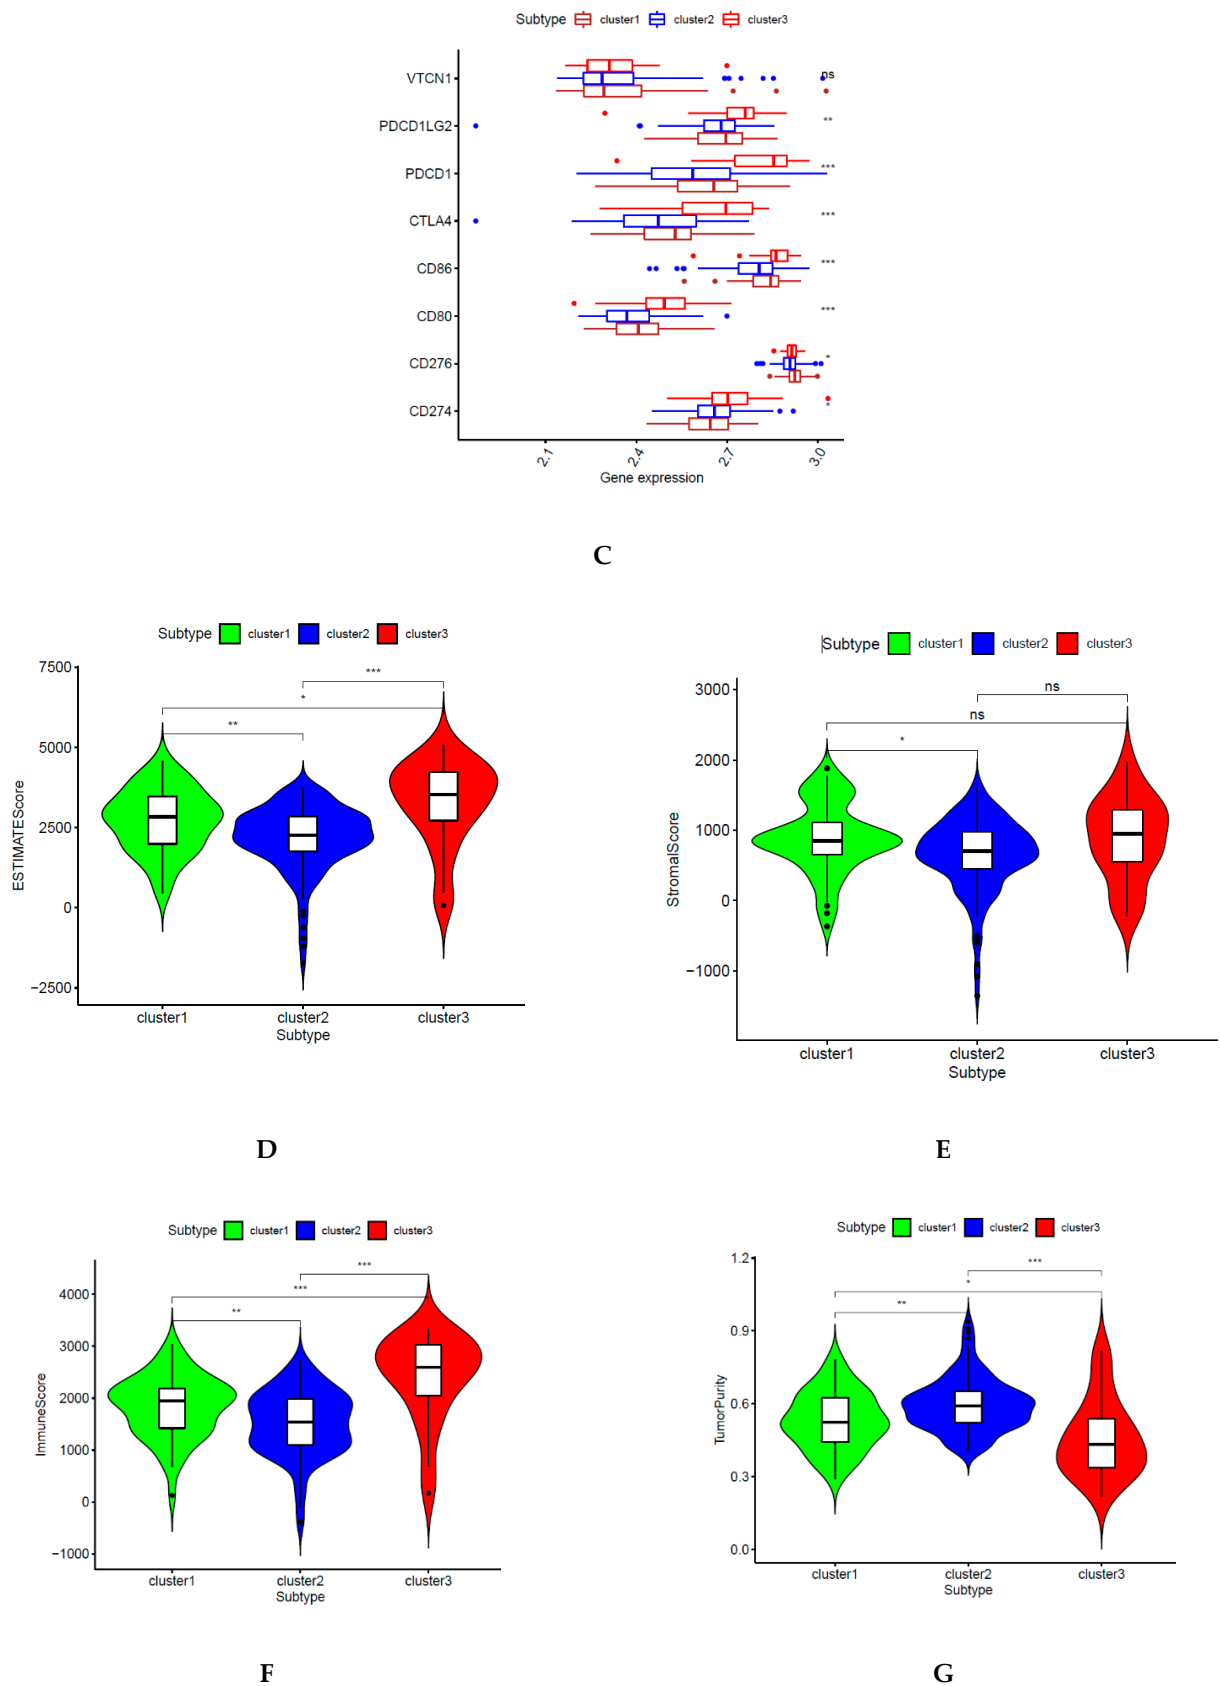 Subtype cluster1 cluster2 cluster3
VTCN1
ns
PDCD1LG2
**
PDCD1
***
CTLA4
***
CD86
***
CD80
***
CD276
*
CD274
*
2.1 2.4 2.7 3.0
Gene expression
C
Subtype cluster1 cluster2 cluster3
7500
5000
2500
0
−2500
ESTIMATEScore
***
*
**
cluster1 cluster2 cluster3
Subtype
D
Subtype cluster1 cluster2 cluster3
3000
2000
1000
0
−1000
StromalScore
ns
ns
*
cluster1 cluster2 cluster3
Subtype
E
Subtype cluster1 cluster2 cluster3
4000
3000
2000
1000
0
−1000
ImmuneScore
***
***
**
cluster1 cluster2 cluster3
Subtype
F
Subtype cluster1 cluster2 cluster3
1.2
0.9
0.6
0.3
0.0
TumorPurity
***
*
**
cluster1 cluster2 cluster3
Subtype
G